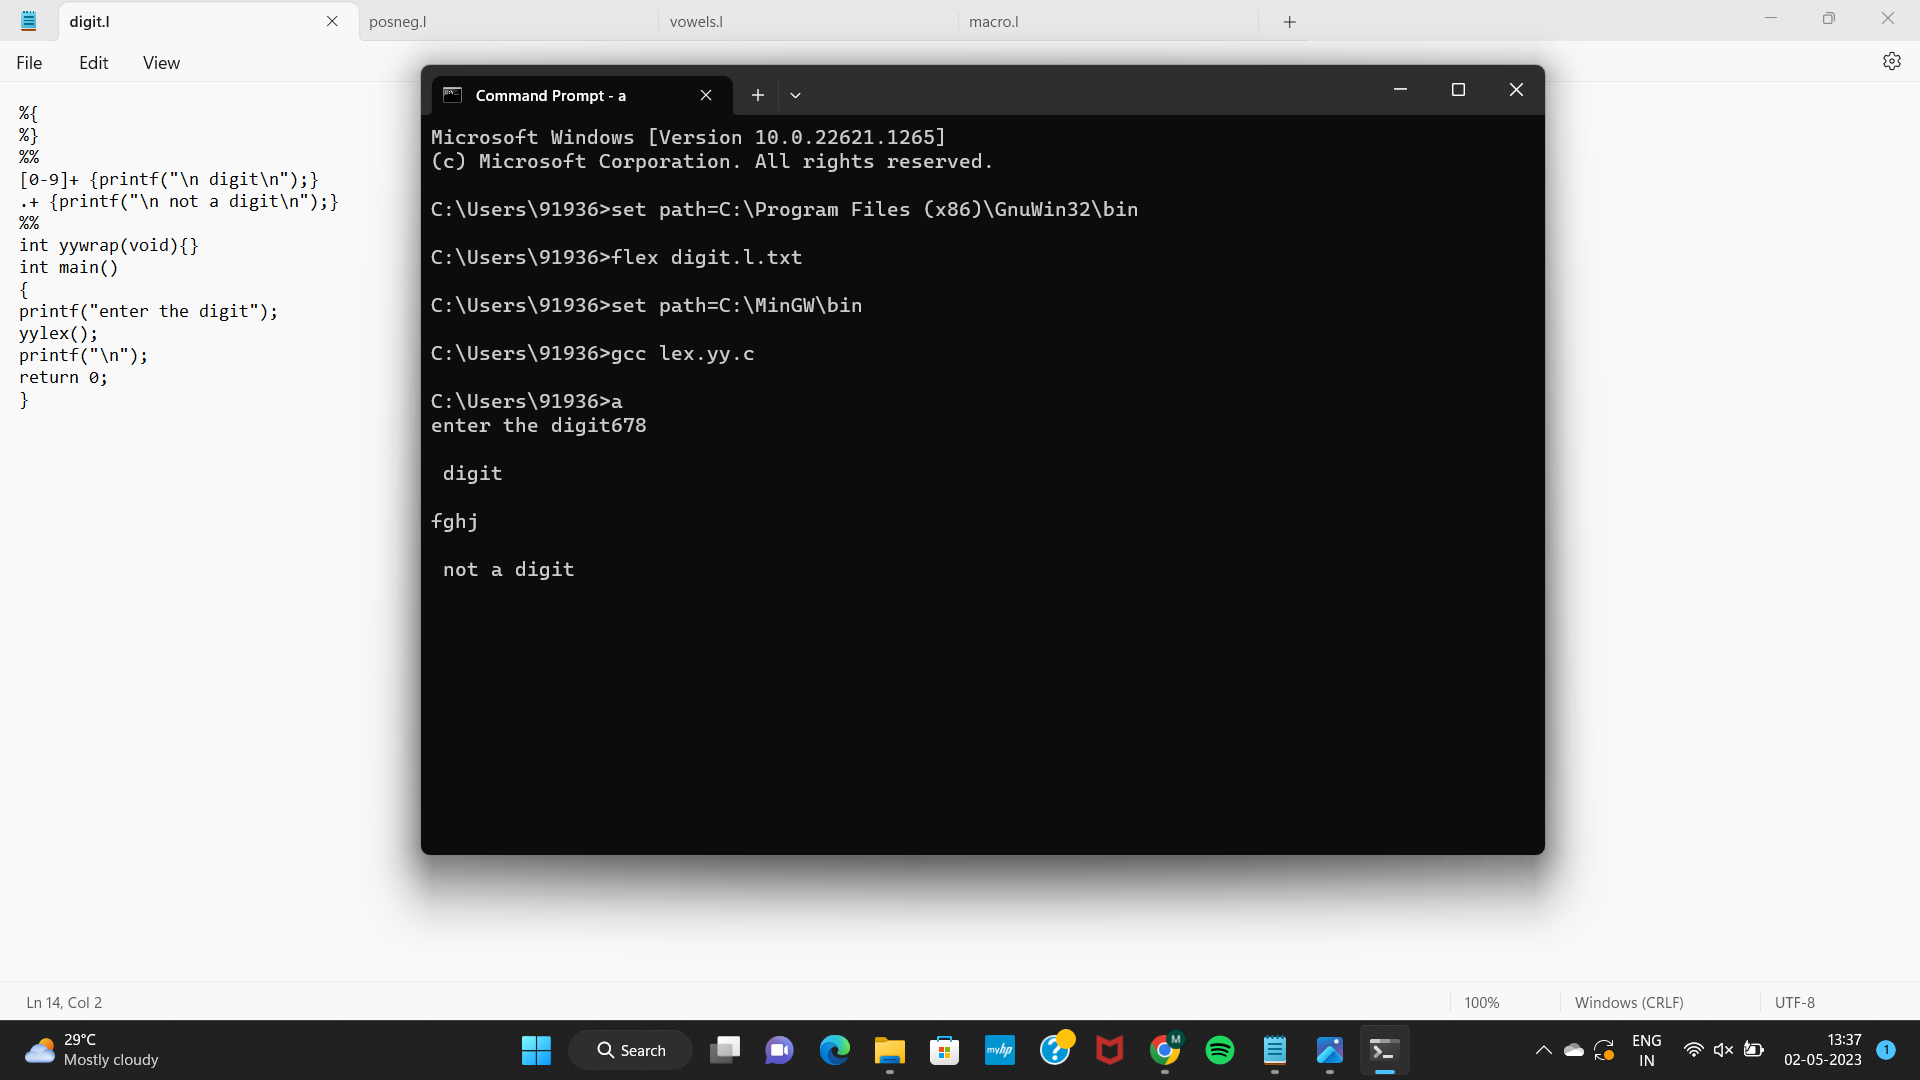 digit.l
posneg.l
vowels.l
macro.l
File
Edit
View
%{
%}
%%
[0-9]+ {printf("\n digit\n");}
.+ {printf("\n not a digit\n");}
%%
int yywrap(void){}
int main()
{
printf("enter the digit");
yylex();
printf("\n");
return 0;
}
Command Prompt - a
Microsoft Windows [Version 10.0.22621.1265]
(c) Microsoft Corporation. All rights reserved.
C:\Users\91936>set path=C:\Program Files (x86)\GnuWin32\bin
C:\Users\91936>flex digit.l.txt
C:\Users\91936>set path=C:\MinGW\bin
C:\Users\91936>gcc lex.yy.c
C:\Users\91936>a
enter the digit678
 digit
fghj
 not a digit
Ln 14, Col 2
100%
Windows (CRLF)
UTF-8
29°C
Mostly cloudy
Search
myhp
M
ENG
IN
13:37
02-05-2023
1